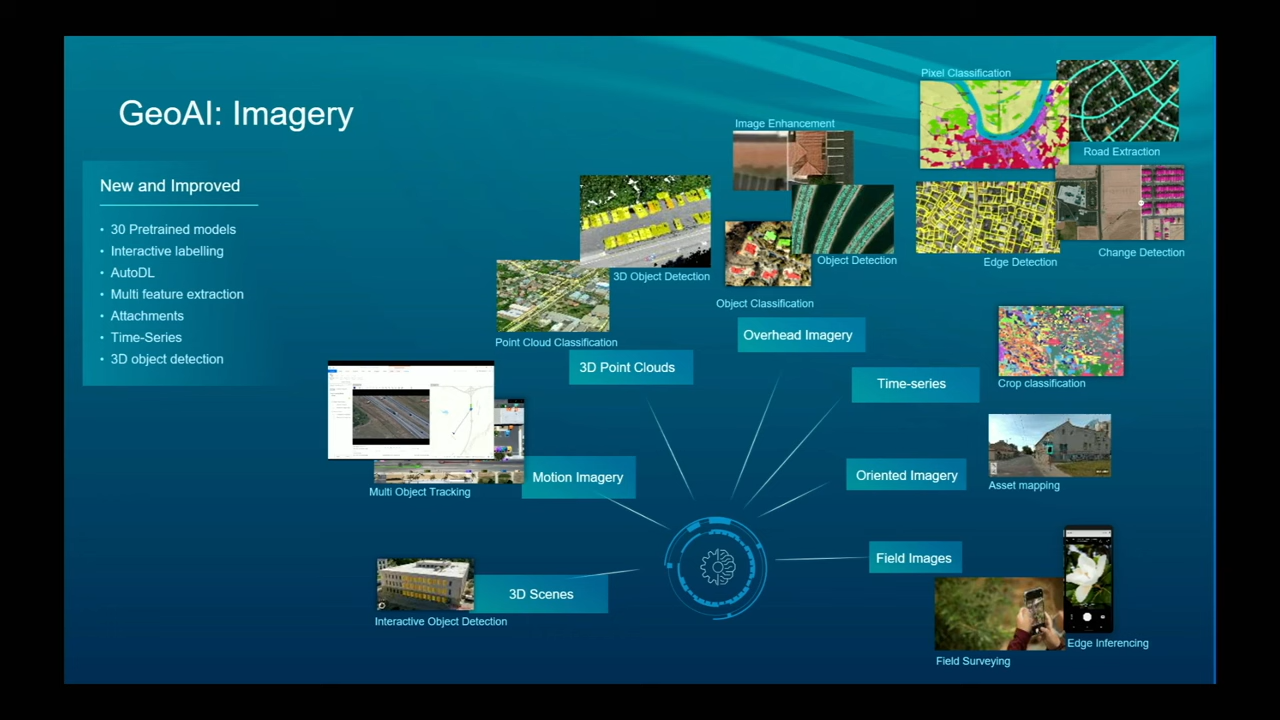 GeoAI: Imagery
New and Improved
• 30 Pretrained models
• Interactive labelling
• AutoDL
• Multi feature extraction
• Attachments
• Time-Series
• 3D object detection
Pixel Classification
Road Extraction
Image Enhancement
Edge Detection
Change Detection
Object Detection
Object Classification
3D Object Detection
Point Cloud Classification
Overhead Imagery
3D Point Clouds
Time-series
Crop classification
Motion Imagery
Multi Object Tracking
Oriented Imagery
Asset mapping
Field Images
Edge Inferencing
Field Surveying
3D Scenes
Interactive Object Detection